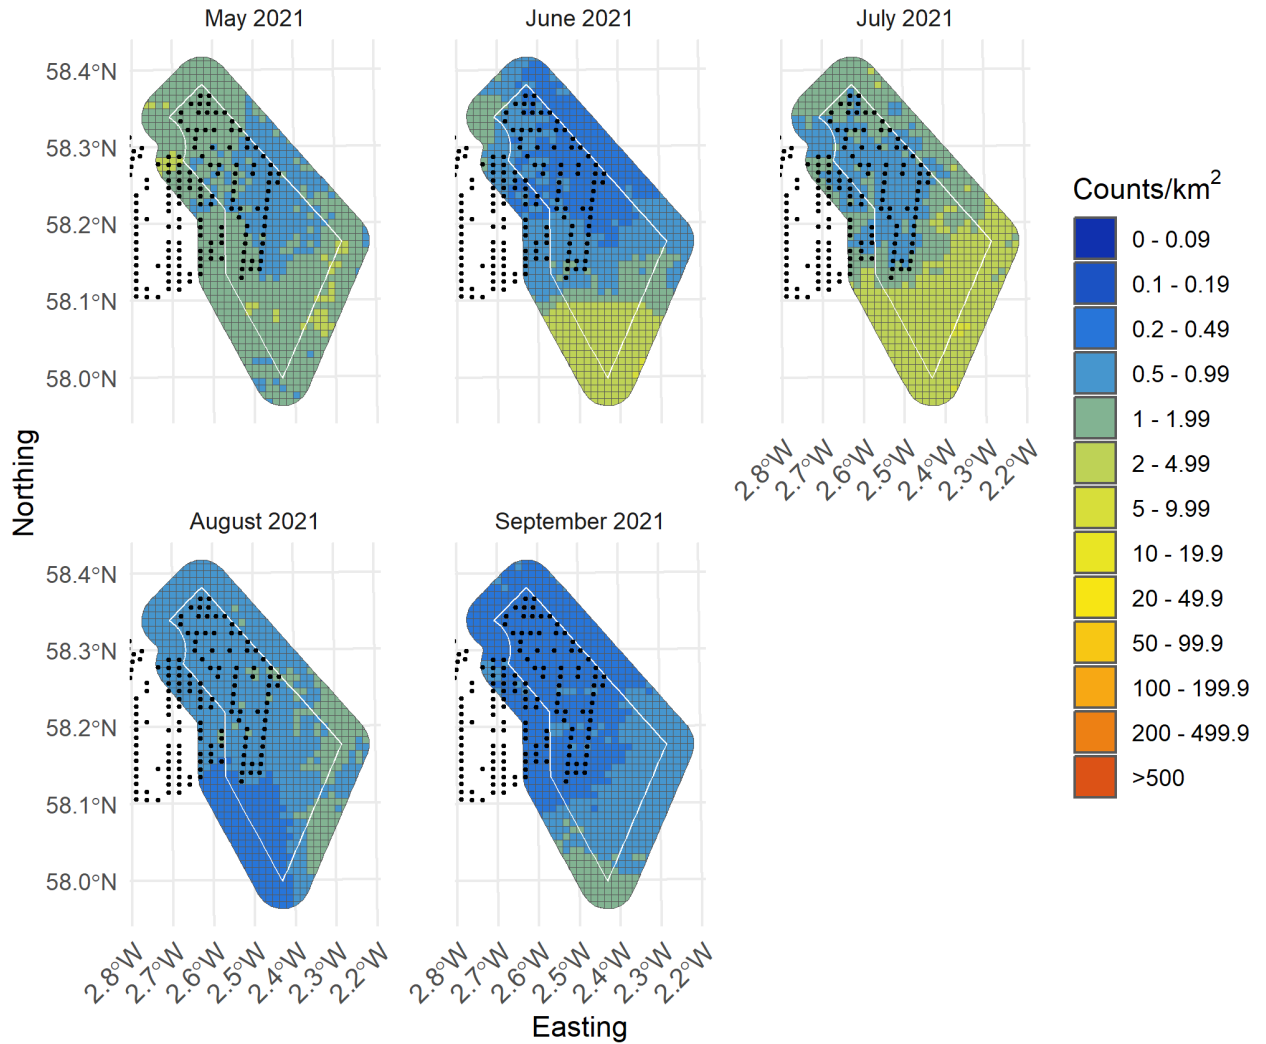 May 2021
June 2021
July 2021
58.4°N
58.3°N
58.2°N
58.1°N
58.0°N
2.8°W
2.7°W
2.6°W
2.5°W
2.4°W
2.3°W
2.2°W
Northing
August 2021
September 2021
58.4°N
58.3°N
58.2°N
58.1°N
58.0°N
2.8°W
2.7°W
2.6°W
2.5°W
2.4°W
2.3°W
2.2°W
2.8°W
2.7°W
2.6°W
2.5°W
2.4°W
2.3°W
2.2°W
Easting
Counts/km²
0 - 0.09
0.1 - 0.19
0.2 - 0.49
0.5 - 0.99
1 - 1.99
2 - 4.99
5 - 9.99
10 - 19.9
20 - 49.9
50 - 99.9
100 - 199.9
200 - 499.9
>500